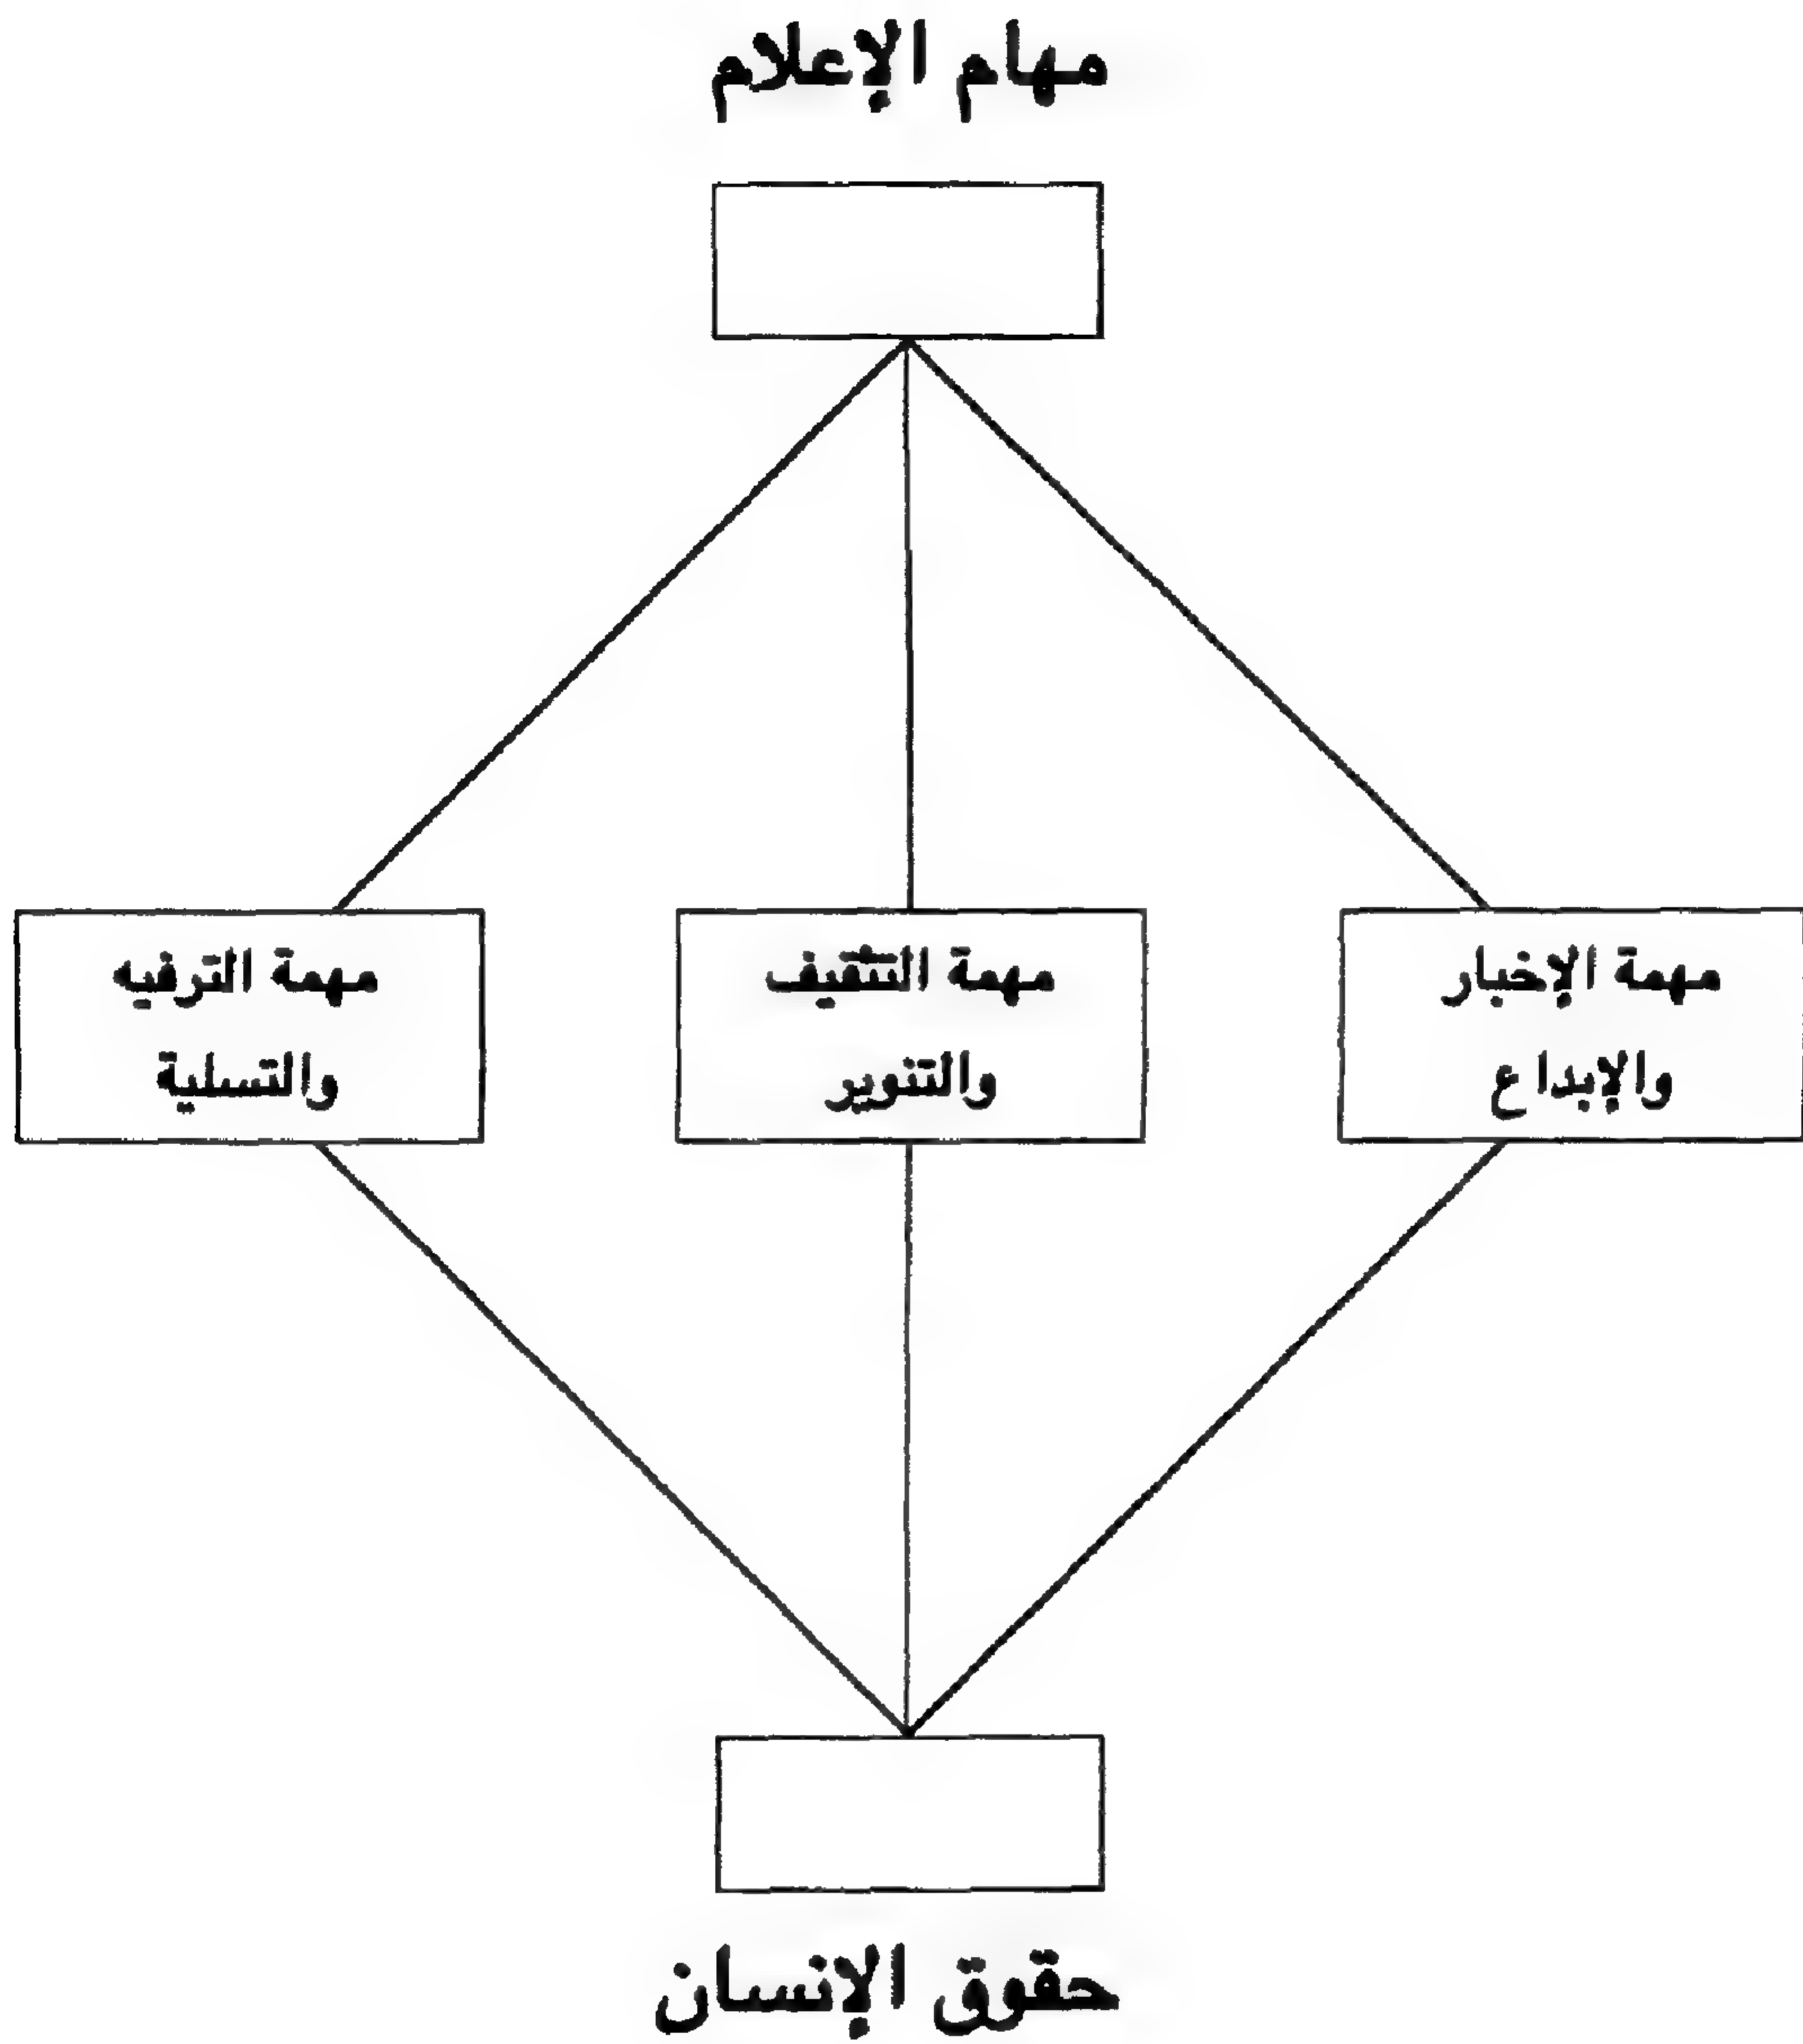 مهام الإعلام
مهمة الإخبار
والإبداع
مهمة التثقيف
والتنوير
مهمة الترفيه
والتسلية
حقوق الإنسان